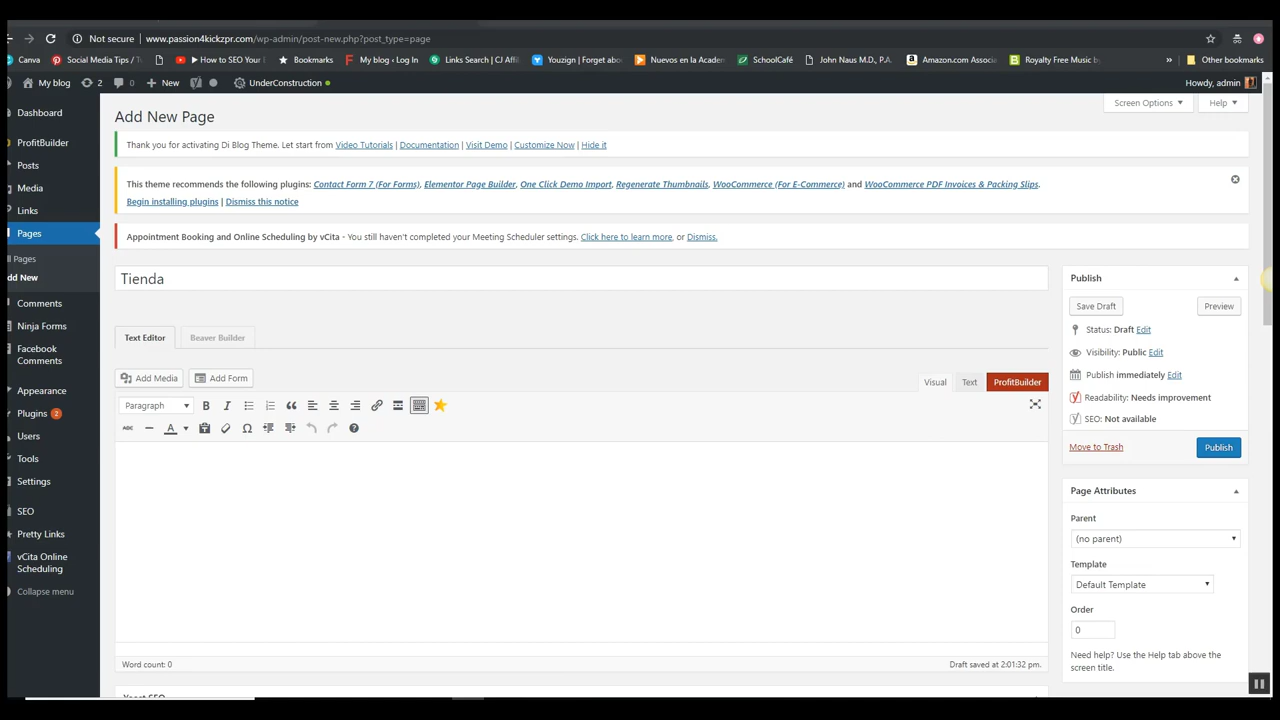 Not secure www.passion4kickzpr.com/wp-admin/post-new.php?post_type=page
Canva Social Media Tips / T How to SEO Your Bookmarks My blog ‹ Log In Links Search | CJ Affi Youzign | Forget abo Nuevos en la Academ SchoolCafé John Naus M.D., P.A. Amazon.com Associa Royalty Free Music b » Other bookmarks
My blog 2 0 New UnderConstruction Howdy, admin
Screen Options Help
Add New Page
Dashboard
ProfitBuilder
Posts
Media
Links
Pages
ll Pages
dd New
Comments
Ninja Forms
Facebook
Comments
Appearance
Plugins 2
Users
Tools
Settings
SEO
Pretty Links
vCita Online
Scheduling
Collapse menu
Thank you for activating Di Blog Theme. Let start from Video Tutorials | Documentation | Visit Demo | Customize Now | Hide it
This theme recommends the following plugins: Contact Form 7 (For Forms), Elementor Page Builder, One Click Demo Import, Regenerate Thumbnails, WooCommerce (For E-Commerce) and WooCommerce PDF Invoices & Packing Slips.
Begin installing plugins | Dismiss this notice
Appointment Booking and Online Scheduling by vCita - You still haven't completed your Meeting Scheduler settings. Click here to learn more, or Dismiss.
Tienda
Text Editor Beaver Builder
Add Media Add Form
Visual Text ProfitBuilder
Paragraph B I
ABC A
Word count: 0 Draft saved at 2:01:32 pm.
Yoast SEO
Publish
Save Draft Preview
Status: Draft Edit
Visibility: Public Edit
Publish immediately Edit
Readability: Needs improvement
SEO: Not available
Move to Trash Publish
Page Attributes
Parent
(no parent)
Template
Default Template
Order
0
Need help? Use the Help tab above the
screen title.